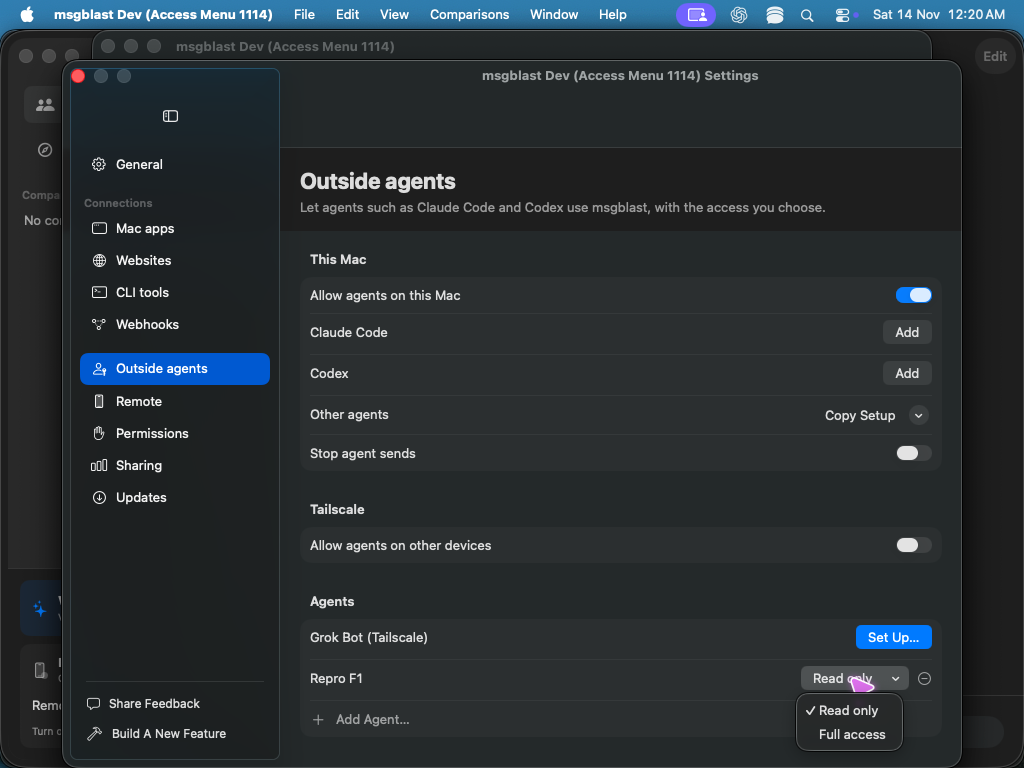 msgblast Dev (Access Menu 1114) File Edit View Comparisons Window Help Sat 14 Nov 12:20 AM
msgblast Dev (Access Menu 1114)
Edit
msgblast Dev (Access Menu 1114) Settings
General
Connections
Mac apps
Websites
CLI tools
Webhooks
Outside agents
Remote
Permissions
Sharing
Updates
Share Feedback
Build A New Feature
Outside agents
Let agents such as Claude Code and Codex use msgblast, with the access you choose.
This Mac
Allow agents on this Mac
Claude Code Add
Codex Add
Other agents Copy Setup
Stop agent sends
Tailscale
Allow agents on other devices
Agents
Grok Bot (Tailscale) Set Up...
Repro F1 Read only
Add Agent...
Read only
Full access